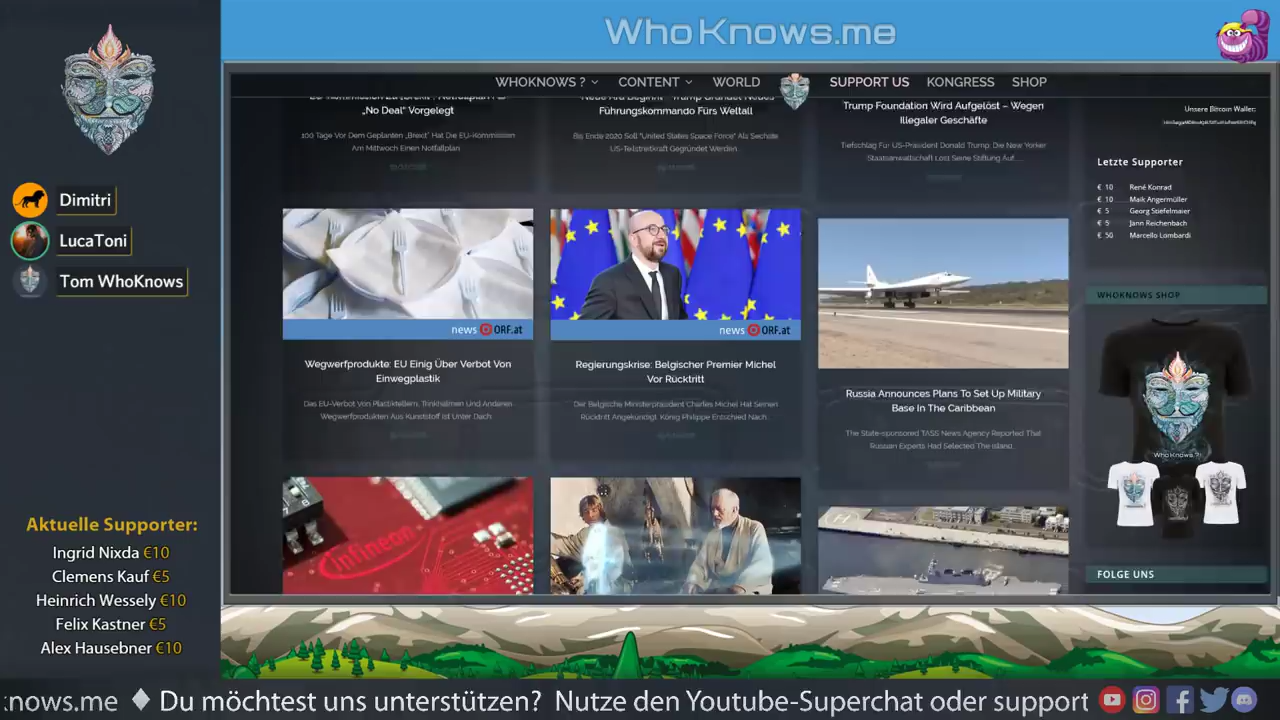 WhoKnows.me
Dimitri
LucaToni
Tom WhoKnows
Aktuelle Supporter:
Ingrid Nixda €10
Clemens Kauf €5
Heinrich Wessely €10
Felix Kastner €5
Alex Hausebner €10
WHOKNOWS ?
CONTENT
WORLD
SUPPORT US
KONGRESS
SHOP
„No Deal“ Vorgelegt
100 Tage Vor Dem Geplanten „Brexit“ Hat Die EU-Kommission
Am Mittwoch Einen Notfallplan
Neue Ära Beginnt – Trump Gründet Neues
Führungskommando Fürs Weltall
Bis Ende 2020 Soll “United States Space Force” Als Sechste
US-Teilstreitkraft Gegründet Werden
Trump Foundation Wird Aufgelöst – Wegen
Illegaler Geschäfte
Tiefschlag Für US-Präsident Donald Trump: Die New Yorker
Staatsanwaltschaft Löst Seine Stiftung Auf....
news ORF.at
Wegwerfprodukte: EU Einig Über Verbot Von
Einwegplastik
Das EU-Verbot Von Plastiktellern, Trinkhalmen Und Anderen
Wegwerfprodukten Aus Kunststoff Ist Unter Dach
news ORF.at
Regierungskrise: Belgischer Premier Michel
Vor Rücktritt
Der Belgische Ministerpräsident Charles Michel Hat Seinen
Rücktritt Angekündigt. König Philippe Entschied Nach
Russia Announces Plans To Set Up Military
Base In The Caribbean
The State-sponsored TASS News Agency Reported That
Russian Experts Had Selected The Island...
Infineon
Unsere Bitcoin Wallet:
Letzte Supporter
€ 10 René Konrad
€ 10 Maik Angermüller
€ 5 Georg Stiefelmaier
€ 5 Jann Reichenbach
€ 50 Marcello Lombardi
WHOKNOWS SHOP
WhoKnows ?!
FOLGE UNS
knows.me ♦ Du möchtest uns unterstützen? Nutze den Youtube-Superchat oder support